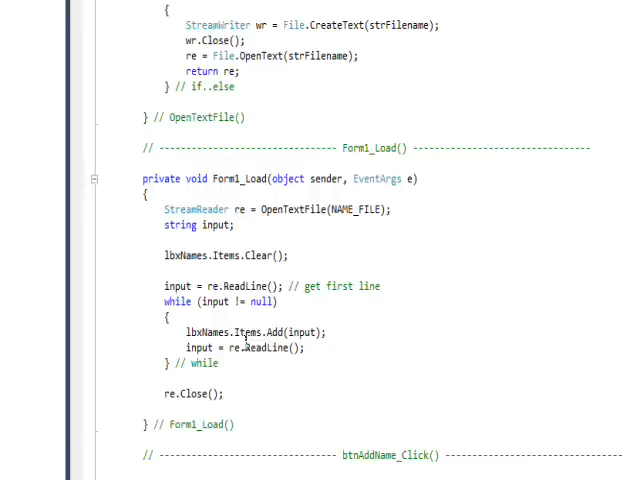 {
StreamWriter wr = File.CreateText(strFilename);
wr.Close();
re = File.OpenText(strFilename);
return re;
} // if..else
} // OpenTextFile()
// --------------------------------- Form1_Load() ---------------------------------
private void Form1_Load(object sender, EventArgs e)
{
StreamReader re = OpenTextFile(NAME_FILE);
string input;
lbxNames.Items.Clear();
input = re.ReadLine(); // get first line
while (input != null)
{
lbxNames.Items.Add(input);
input = re.ReadLine();
} // while
re.Close();
} // Form1_Load()
// --------------------------------- btnAddName_Click() ---------------------------------